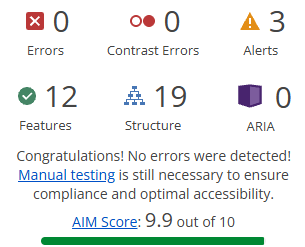 0 0 3
Errors Contrast Errors Alerts
12 19 0
Features Structure ARIA
Congratulations! No errors were detected!
Manual testing is still necessary to ensure
compliance and optimal accessibility.
AIM Score: 9.9 out of 10